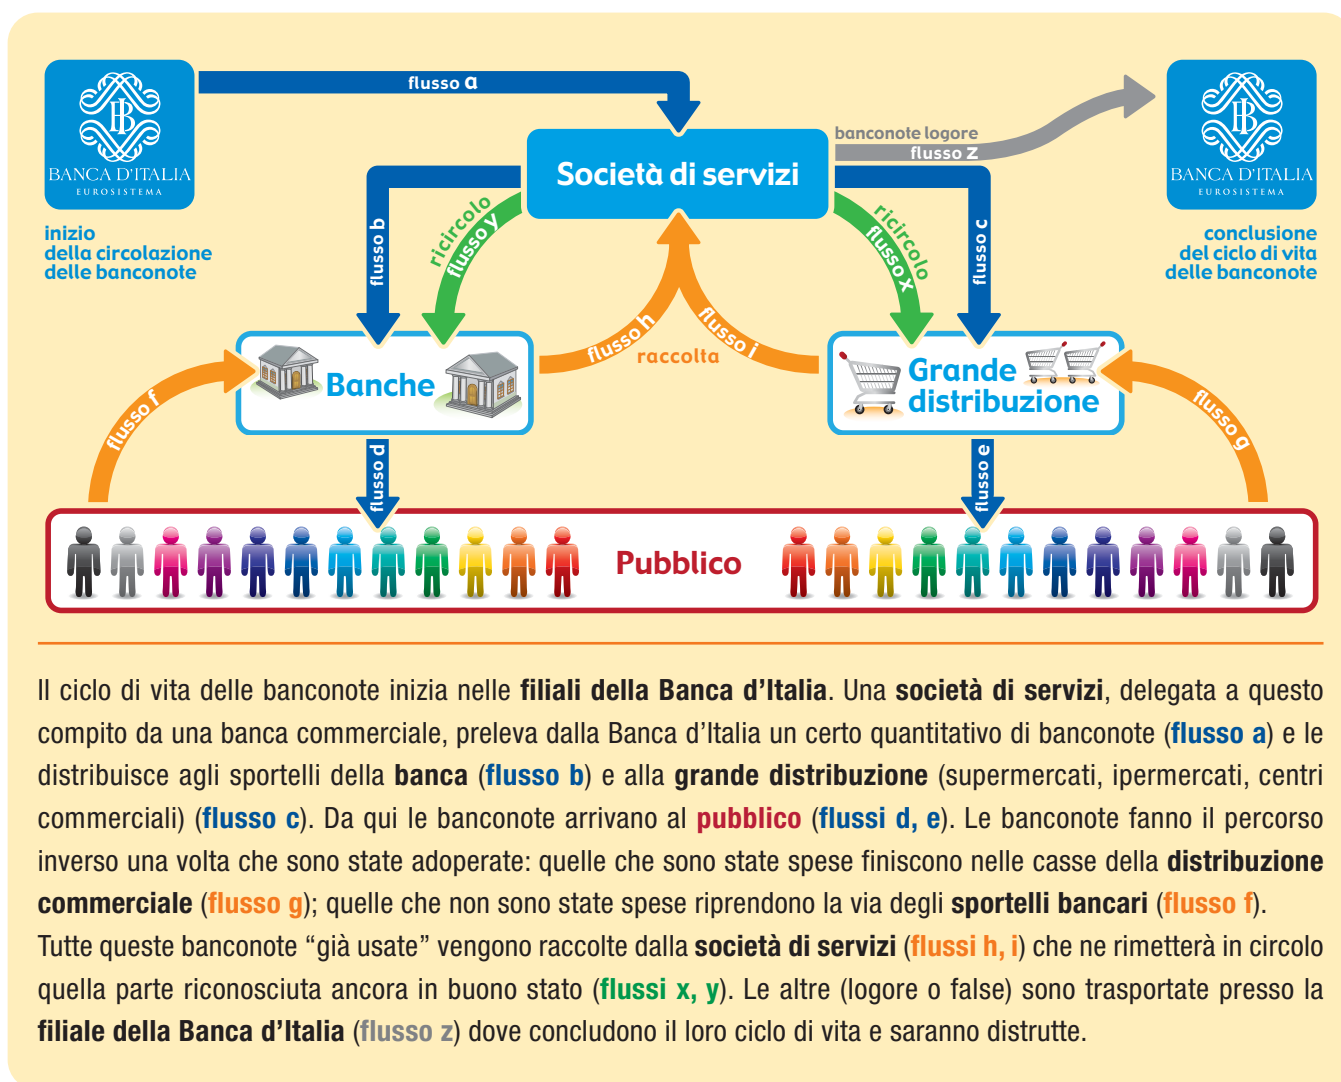 flusso a
BANCA D'ITALIA
EUROSISTEMA
inizio
della circolazione
delle banconote
Società di servizi
banconote logore
flusso z
BANCA D'ITALIA
EUROSISTEMA
conclusione
del ciclo di vita
delle banconote
flusso b
ricircolo
flusso y
ricircolo
flusso x
flusso c
flusso h
flusso i
raccolta
flusso f
Banche
Grande
distribuzione
flusso g
flusso d
flusso e
Pubblico
Il ciclo di vita delle banconote inizia nelle filiali della Banca d’Italia. Una società di servizi, delegata a questo
compito da una banca commerciale, preleva dalla Banca d’Italia un certo quantitativo di banconote (flusso a) e le
distribuisce agli sportelli della banca (flusso b) e alla grande distribuzione (supermercati, ipermercati, centri
commerciali) (flusso c). Da qui le banconote arrivano al pubblico (flussi d, e). Le banconote fanno il percorso
inverso una volta che sono state adoperate: quelle che sono state spese finiscono nelle casse della distribuzione
commerciale (flusso g); quelle che non sono state spese riprendono la via degli sportelli bancari (flusso f).
Tutte queste banconote “già usate” vengono raccolte dalla società di servizi (flussi h, i) che ne rimetterà in circolo
quella parte riconosciuta ancora in buono stato (flussi x, y). Le altre (logore o false) sono trasportate presso la
filiale della Banca d’Italia (flusso z) dove concludono il loro ciclo di vita e saranno distrutte.